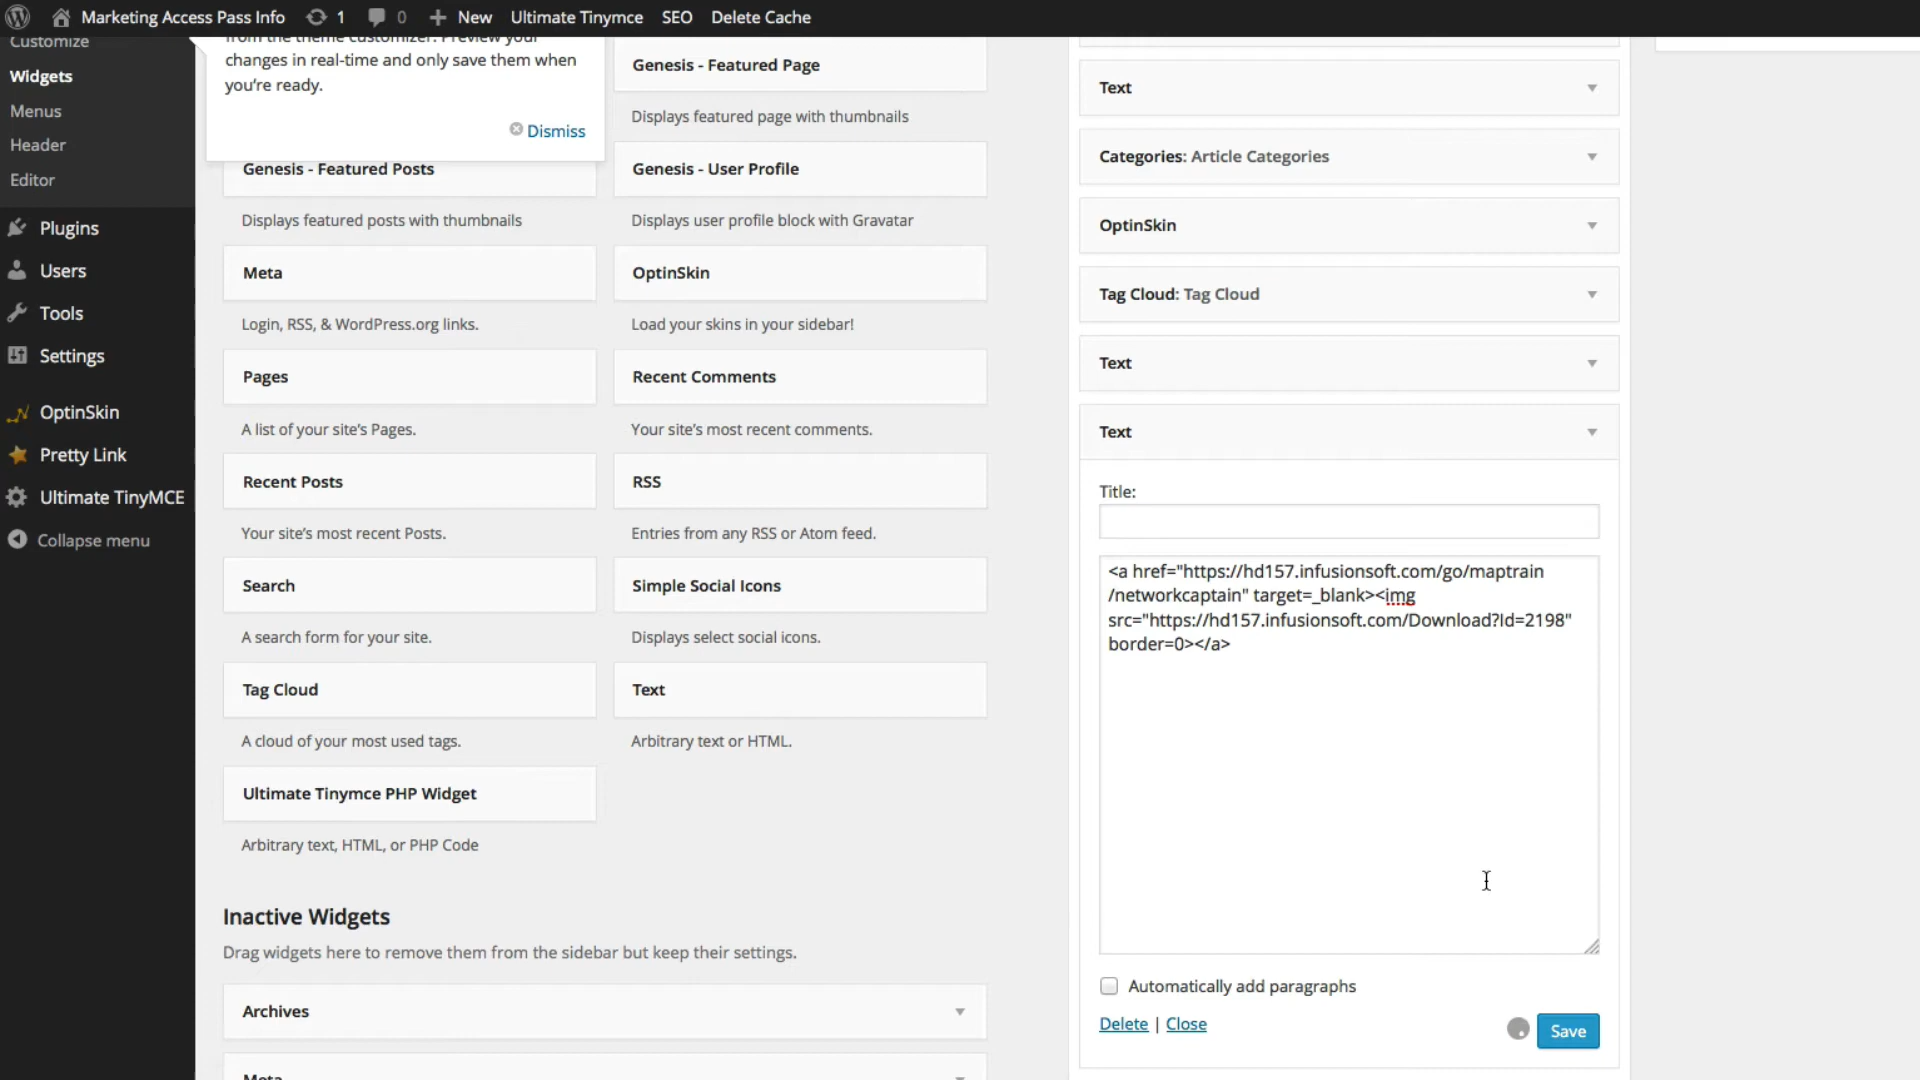 Marketing Access Pass Info 1 0 New Ultimate Tinymce SEO Delete Cache
Customize
Widgets
Menus
Header
Editor
Plugins
Users
Tools
Settings
OptinSkin
Pretty Link
Ultimate TinyMCE
Collapse menu
from the theme customizer. Preview your
changes in real-time and only save them when
you're ready.
Dismiss
Genesis - Featured Posts
Displays featured posts with thumbnails
Meta
Login, RSS, & WordPress.org links.
Pages
A list of your site's Pages.
Recent Posts
Your site's most recent Posts.
Search
A search form for your site.
Tag Cloud
A cloud of your most used tags.
Ultimate Tinymce PHP Widget
Arbitrary text, HTML, or PHP Code
Genesis - Featured Page
Displays featured page with thumbnails
Genesis - User Profile
Displays user profile block with Gravatar
OptinSkin
Load your skins in your sidebar!
Recent Comments
Your site's most recent comments.
RSS
Entries from any RSS or Atom feed.
Simple Social Icons
Displays select social icons.
Text
Arbitrary text or HTML.
Inactive Widgets
Drag widgets here to remove them from the sidebar but keep their settings.
Archives
Meta
Text
Categories: Article Categories
OptinSkin
Tag Cloud: Tag Cloud
Text
Text
Title:
<a href="https://hd157.infusionsoft.com/go/maptrain
/networkcaptain" target=_blank><img
src="https://hd157.infusionsoft.com/Download?Id=2198"
border=0></a>
Automatically add paragraphs
Delete | Close
Save